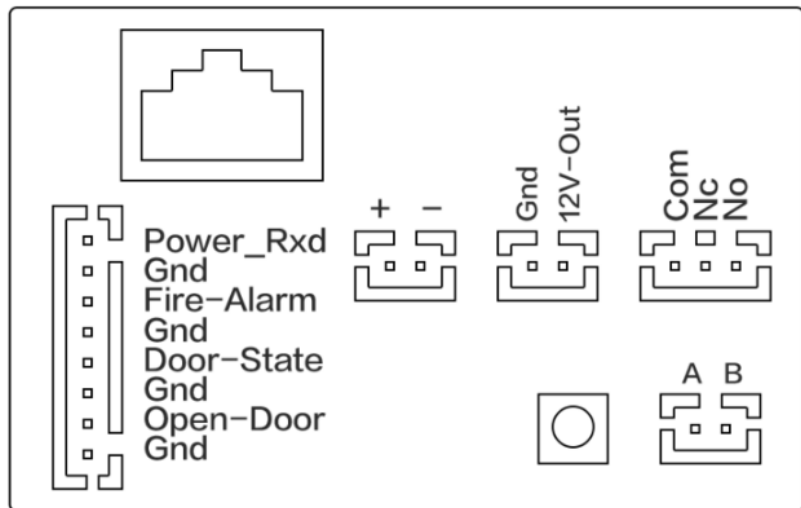 + −
Gnd
12V-Out
Com
Nc
No
Power_Rxd
Gnd
Fire-Alarm
Gnd
Door-State
Gnd
Open-Door
Gnd
A B